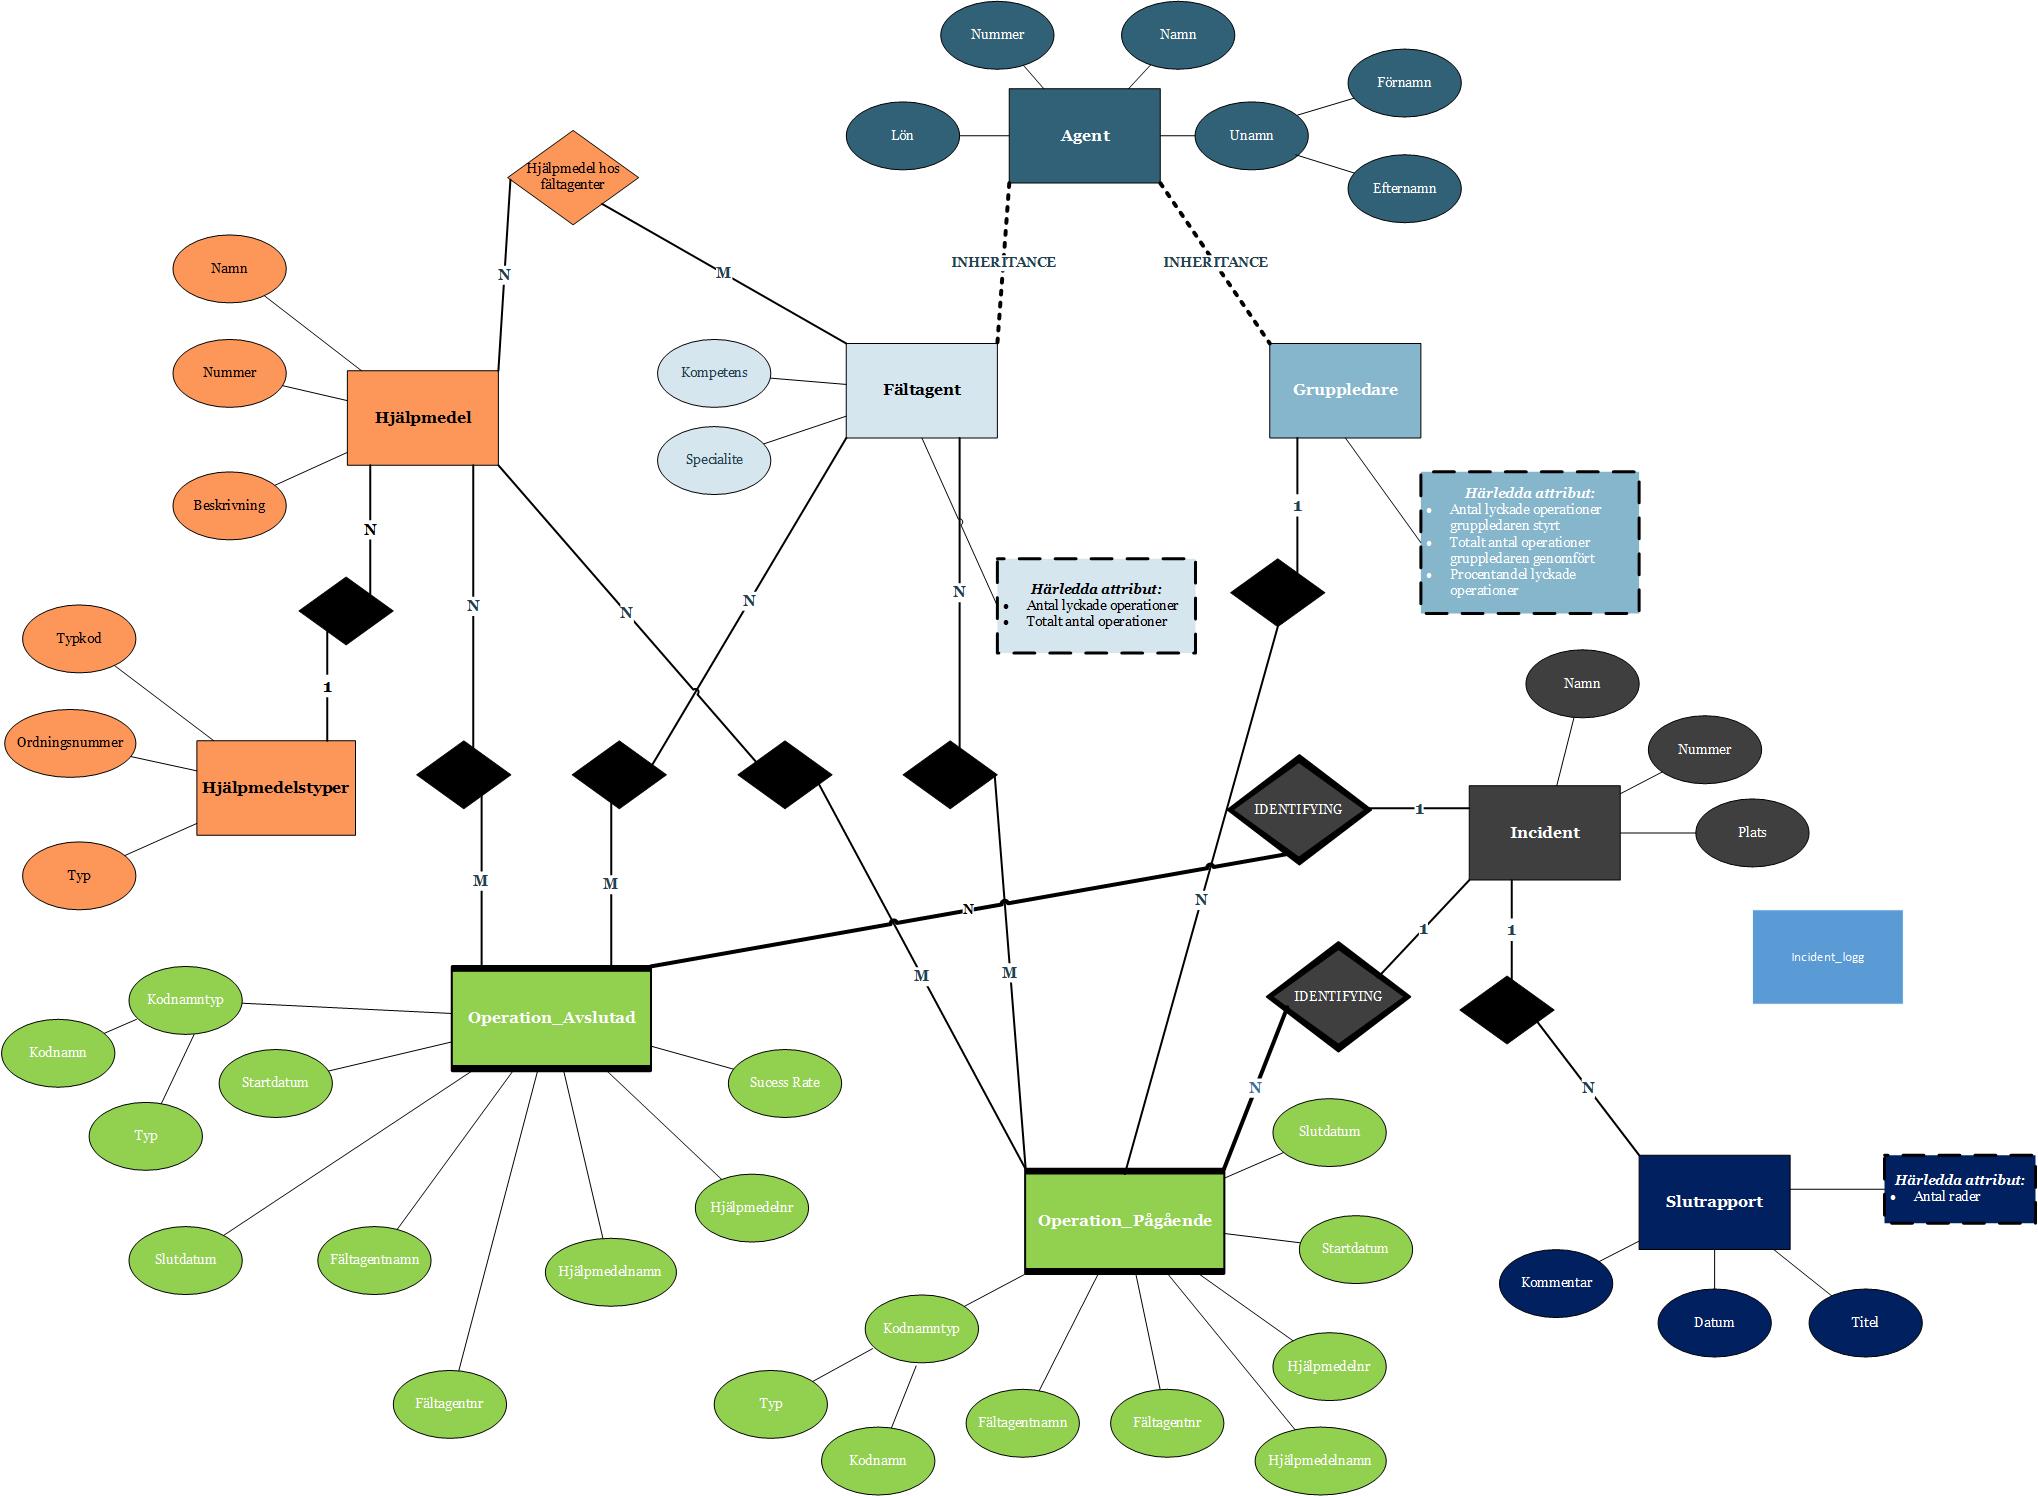 Nummer
Namn
Förnamn
Lön
Agent
Unamn
Efternamn
Hjälpmedel hos
fältagenter
INHERITANCE
INHERITANCE
N
M
Namn
Nummer
Beskrivning
Hjälpmedel
Kompetens
Specialite
Fältagent
Gruppledare
Härledda attribut:
• Antal lyckade operationer
gruppledaren styrt
• Totalt antal operationer
gruppledaren genomfört
• Procentandel lyckade
operationer
1
N
N
N
N
N
Härledda attribut:
• Antal lyckade operationer
• Totalt antal operationer
Typkod
Ordningsnummer
Typ
1
Hjälpmedelstyper
Namn
Nummer
Plats
Incident
IDENTIFYING
1
M
M
N
N
1
1
Incident_logg
M
M
IDENTIFYING
Kodnamntyp
Kodnamn
Typ
Startdatum
Operation_Avslutad
Sucess Rate
N
N
Slutdatum
Fältagentnamn
Hjälpmedelnamn
Hjälpmedelnr
Fältagentnr
Slutdatum
Startdatum
Operation_Pågående
Slutrapport
Härledda attribut:
• Antal rader
Kommentar
Datum
Titel
Kodnamntyp
Typ
Kodnamn
Fältagentnamn
Fältagentnr
Hjälpmedelnr
Hjälpmedelnamn